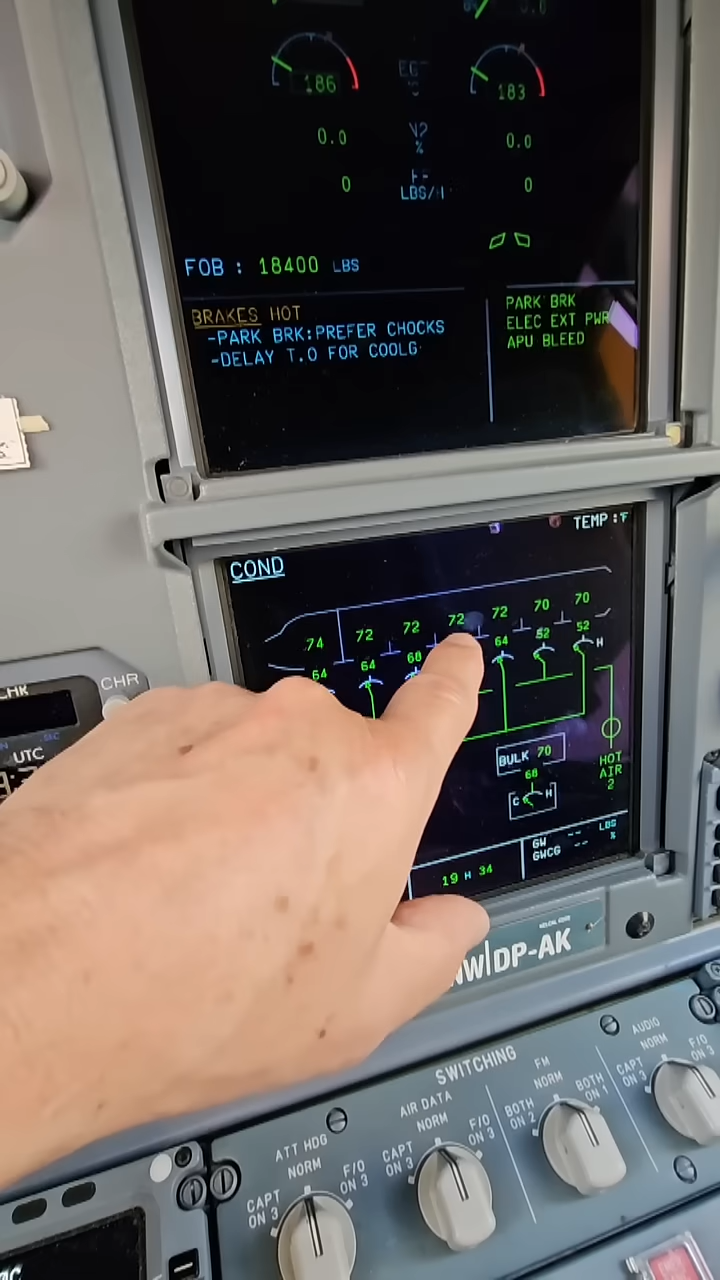 186
183
EGT
°C
0.0
N2
%
0.0
0
FF
LBS/H
0
FOB : 18400 LBS
BRAKES HOT
-PARK BRK:PREFER CHOCKS
-DELAY T.O FOR COOLG
PARK BRK
ELEC EXT PWR
APU BLEED
COND
TEMP :°F
74 72 72 72 72 70 70
64 64 68 64 52 52 H
BULK 70
68
C H
HOT
AIR
2
19 H 34
GW -- LBS
GWCG -- %
CHR
UTC
DP-AK
SWITCHING
ATT HDG
NORM
CAPT
ON 3
F/O
ON 3
AIR DATA
NORM
CAPT
ON 3
F/O
ON 3
FM
NORM
BOTH
ON 2
BOTH
ON 1
AUDIO
NORM
CAPT
ON 3
F/O
ON 3